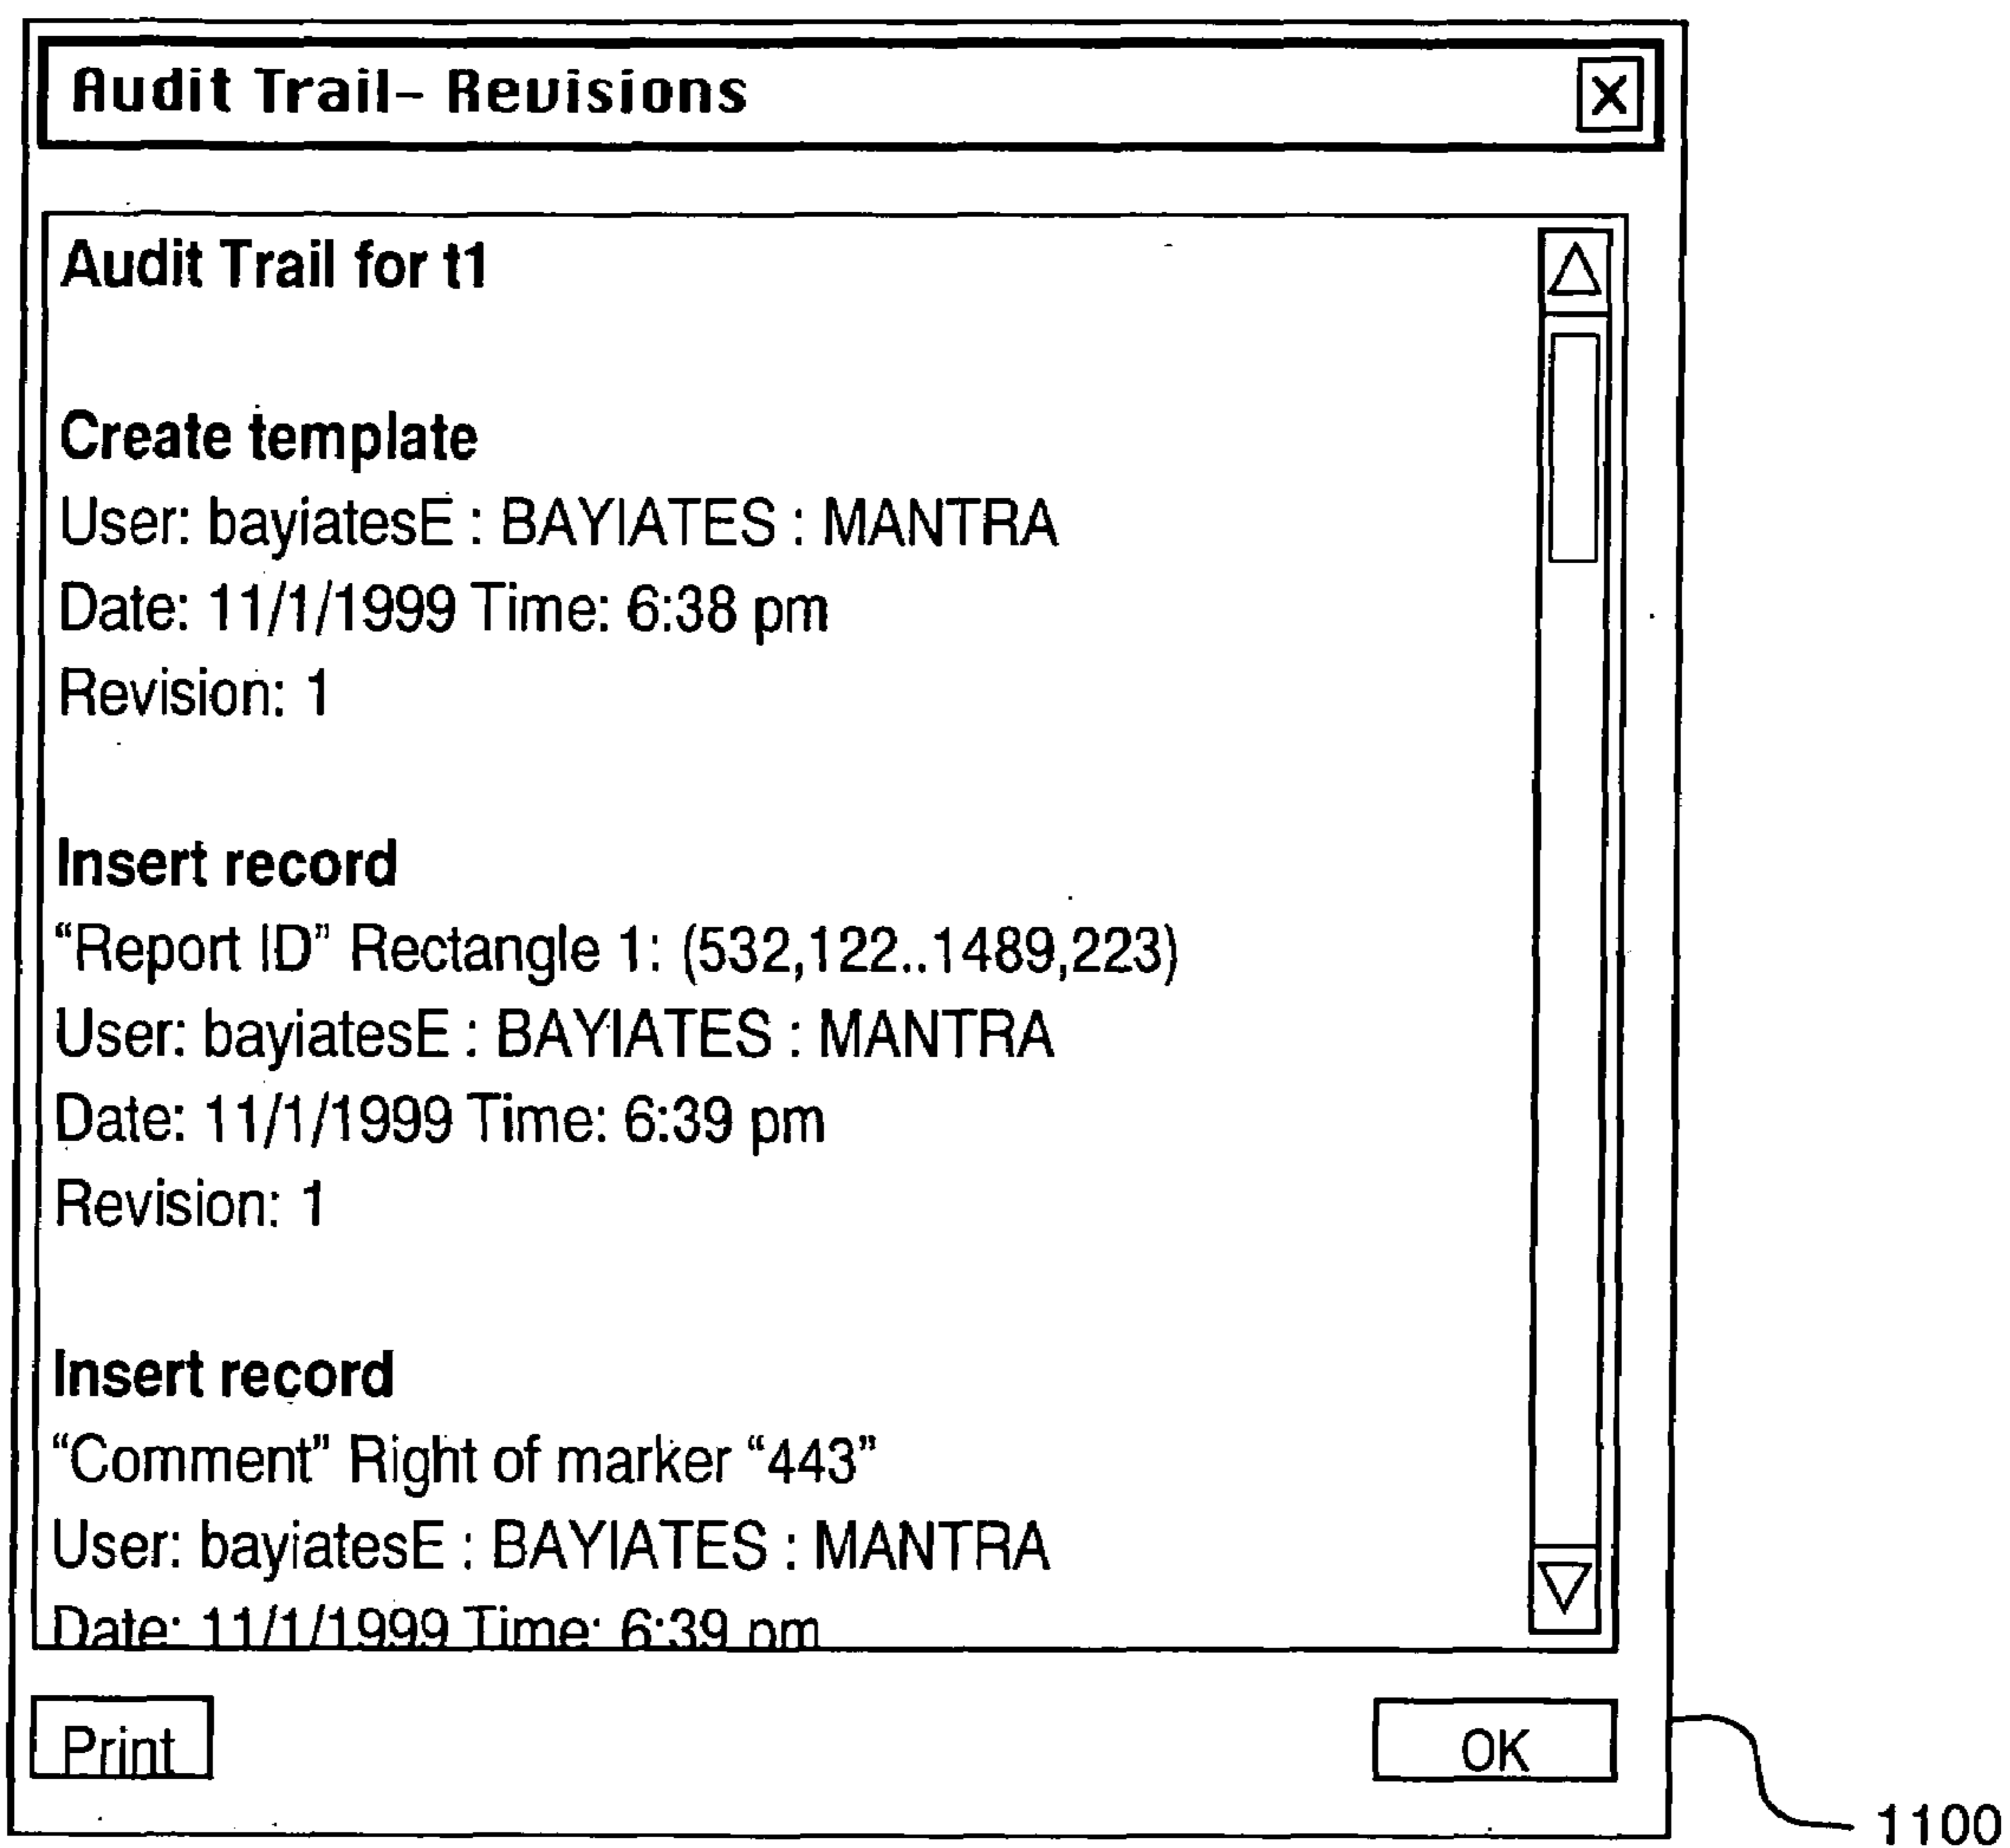 Audit Trail- Revisions
X
Audit Trail for t1
Create template
User: bayiatesE : BAYIATES : MANTRA
Date: 11/1/1999 Time: 6:38 pm
Revision: 1
Insert record
“Report ID” Rectangle 1: (532,122..1489,223)
User: bayiatesE : BAYIATES : MANTRA
Date: 11/1/1999 Time: 6:39 pm
Revision: 1
Insert record
“Comment” Right of marker “443”
User: bayiatesE : BAYIATES : MANTRA
Date: 11/1/1999 Time: 6:39 pm
Print
OK
1100